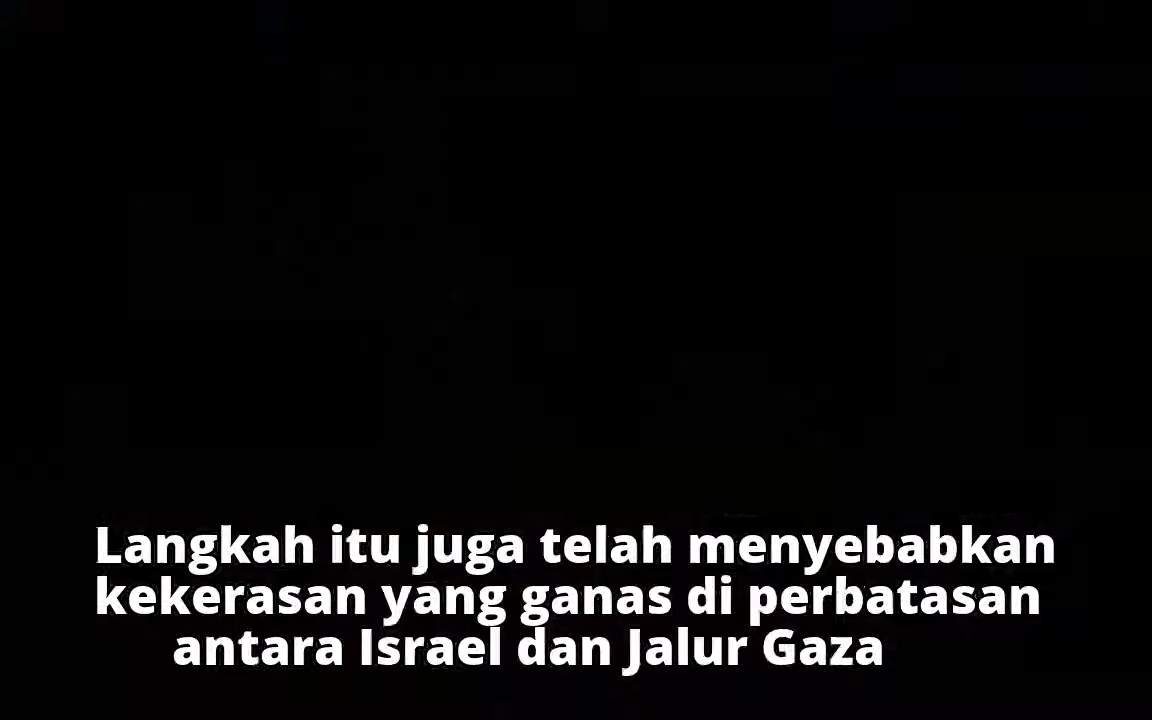 Langkah itu juga telah menyebabkan
kekerasan yang ganas di perbatasan
antara Israel dan Jalur Gaza